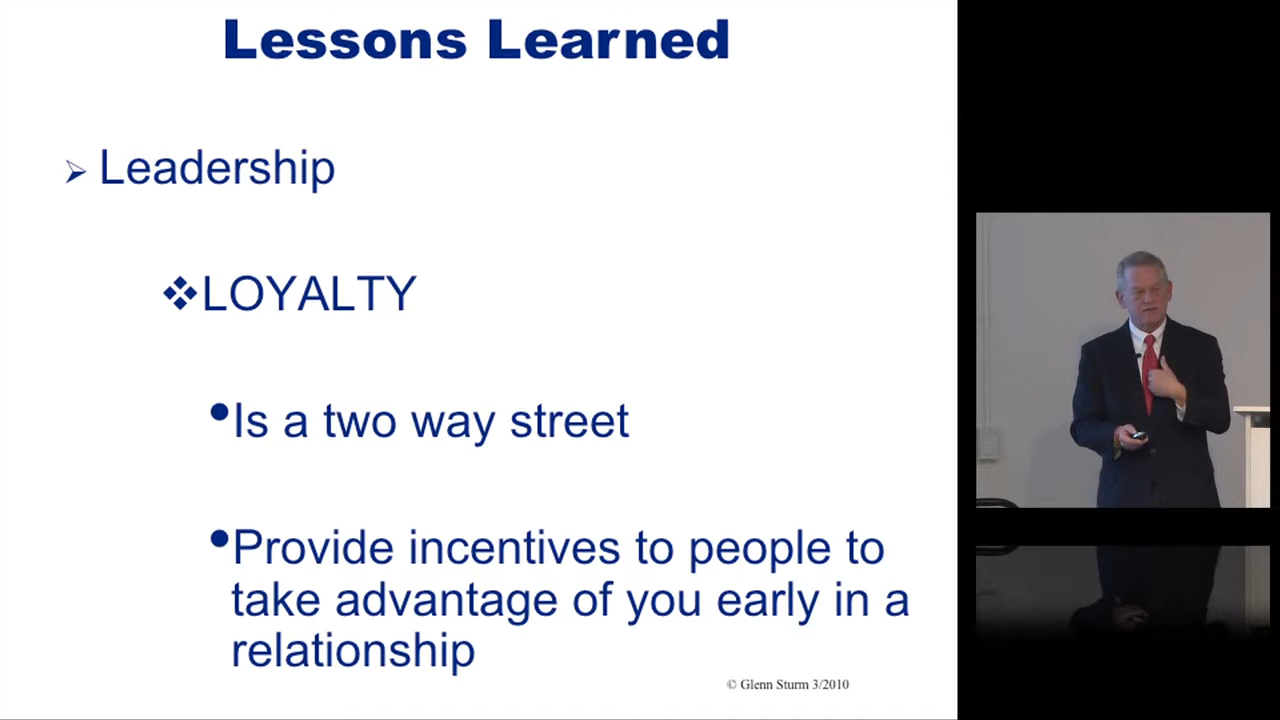 Lessons Learned
➢ Leadership
❖LOYALTY
•Is a two way street
•Provide incentives to people to
take advantage of you early in a
relationship
© Glenn Sturm 3/2010